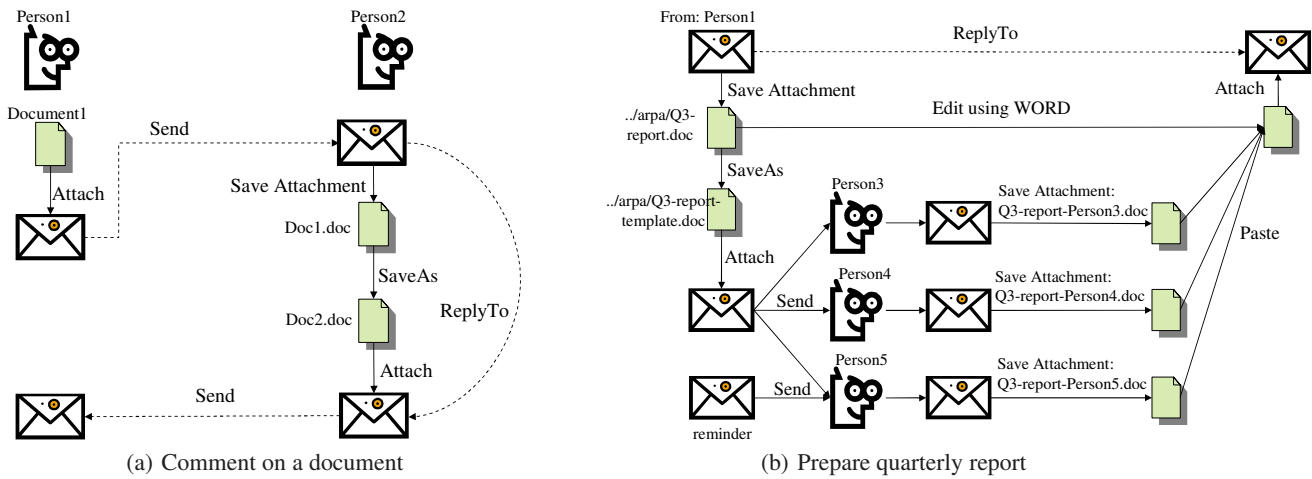 Person1
Person2
Document1
Send
Attach
Save Attachment
Doc1.doc
SaveAs
Doc2.doc
ReplyTo
Attach
Send
(a) Comment on a document
From: Person1
ReplyTo
Save Attachment
Attach
../arpa/Q3-
report.doc
Edit using WORD
SaveAs
../arpa/Q3-report-
template.doc
Person3
Save Attachment:
Q3-report-Person3.doc
Paste
Attach
Person4
Save Attachment:
Q3-report-Person4.doc
Send
Person5
Save Attachment:
Q3-report-Person5.doc
Send
reminder
(b) Prepare quarterly report